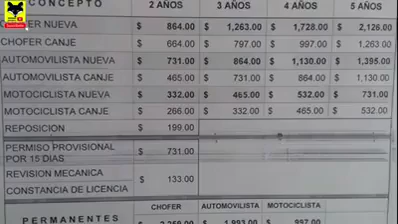 CONCEPTO 2 AÑOS 3 AÑOS 4 AÑOS 5 AÑOS
CHOFER NUEVA $ 864.00 $ 1,263.00 $ 1,728.00 $ 2,126.00
CHOFER CANJE $ 664.00 $ 797.00 $ 997.00 $ 1,263.00
AUTOMOVILISTA NUEVA $ 731.00 $ 864.00 $ 1,130.00 $ 1,395.00
AUTOMOVILISTA CANJE $ 465.00 $ 731.00 $ 864.00 $ 1,130.00
MOTOCICLISTA NUEVA $ 332.00 $ 465.00 $ 532.00 $ 731.00
MOTOCICLISTA CANJE $ 266.00 $ 332.00 $ 465.00 $ 532.00
REPOSICION $ 199.00
PERMISO PROVISIONAL
POR 15 DIAS $ 731.00
REVISION MECANICA
CONSTANCIA DE LICENCIA $ 133.00
CHOFER AUTOMOVILISTA MOTOCICLISTA
PERMANENTES $ 1,993.00 $ 997.00